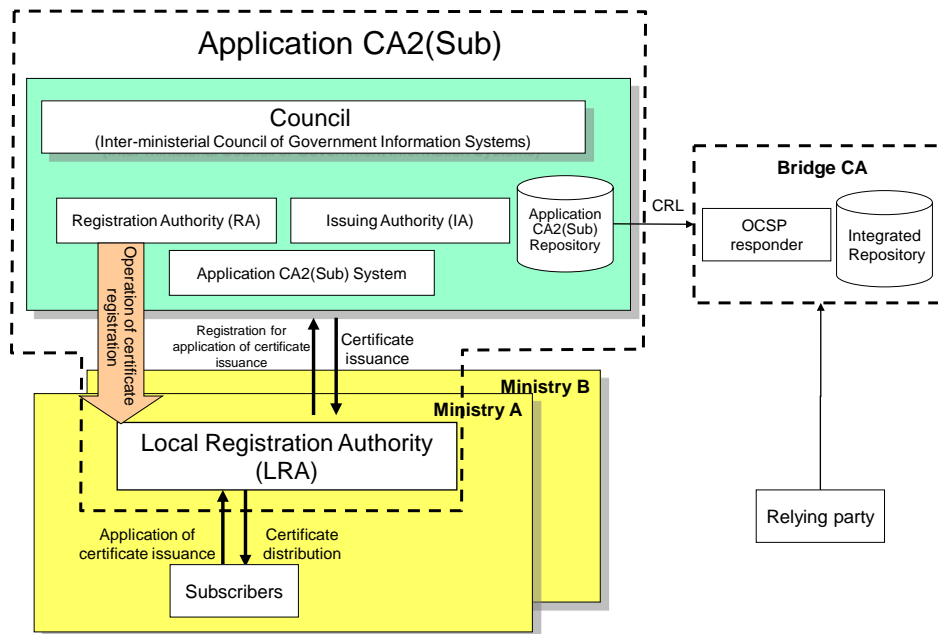 Application CA2(Sub)
Council
(Inter-ministerial Council of Government Information Systems)
Registration Authority (RA)
Issuing Authority (IA)
Application
CA2(Sub)
Repository
Application CA2(Sub) System
CRL
Bridge CA
OCSP
responder
Integrated
Repository
Operation of certificate
registration
Registration for
application of certificate
issuance
Certificate
issuance
Ministry B
Ministry A
Local Registration Authority
(LRA)
Application of
certificate issuance
Certificate
distribution
Subscribers
Relying party